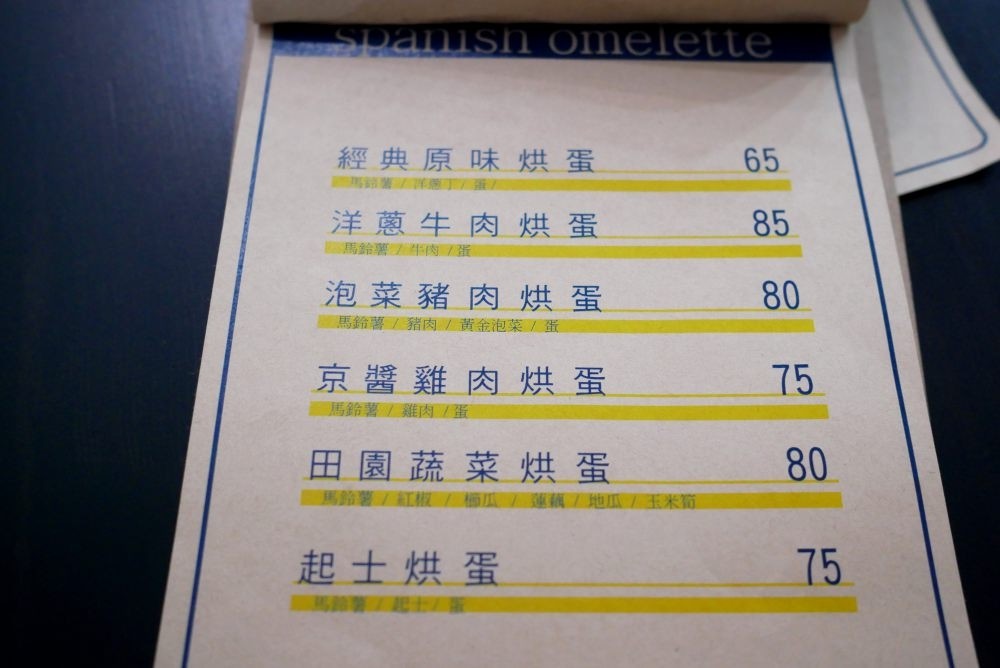 spanish omelette
經典原味烘蛋 65
馬鈴薯 / 洋蔥丁 / 蛋 /
洋蔥牛肉烘蛋 85
馬鈴薯 / 牛肉 / 蛋
泡菜豬肉烘蛋 80
馬鈴薯 / 豬肉 / 黃金泡菜 / 蛋
京醬雞肉烘蛋 75
馬鈴薯 / 雞肉 / 蛋
田園蔬菜烘蛋 80
馬鈴薯 / 紅椒 / 櫛瓜 / 蓮藕 / 地瓜 / 玉米筍
起士烘蛋 75
馬鈴薯 / 起士 / 蛋